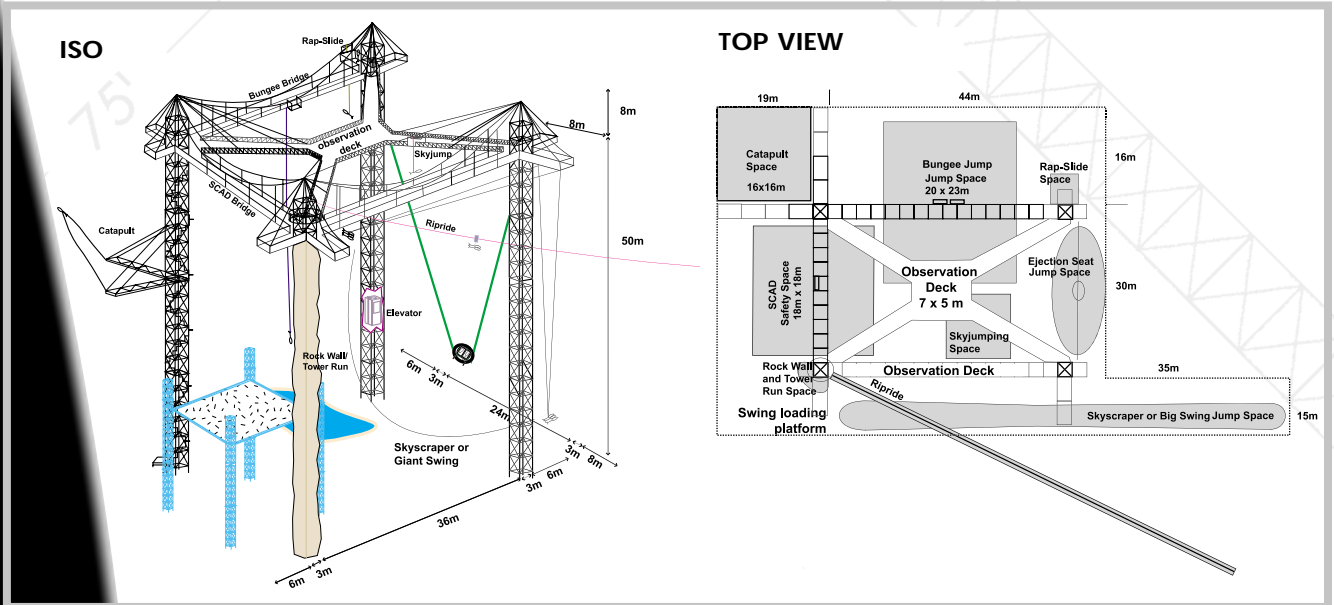 ISO
75'
Rap-Slide
Bungee Bridge
8m
8m
observation
deck
Skyjump
SCAD Bridge
Catapult
Ripride
50m
Elevator
Rock Wall/
Tower Run
6m
3m
24m
Skyscraper or
Giant Swing
3m
8m
3m
6m
36m
6m
3m
TOP VIEW
19m
44m
Catapult
Space
16x16m
Bungee Jump
Jump Space
20 x 23m
Rap-Slide
Space
16m
SCAD
Safety Space
18m x 18m
Observation
Deck
7 x 5 m
Ejection Seat
Jump Space
30m
Skyjumping
Space
Rock Wall
and Tower
Run Space
Observation Deck
35m
Ripride
Swing loading
platform
Skyscraper or Big Swing Jump Space
15m